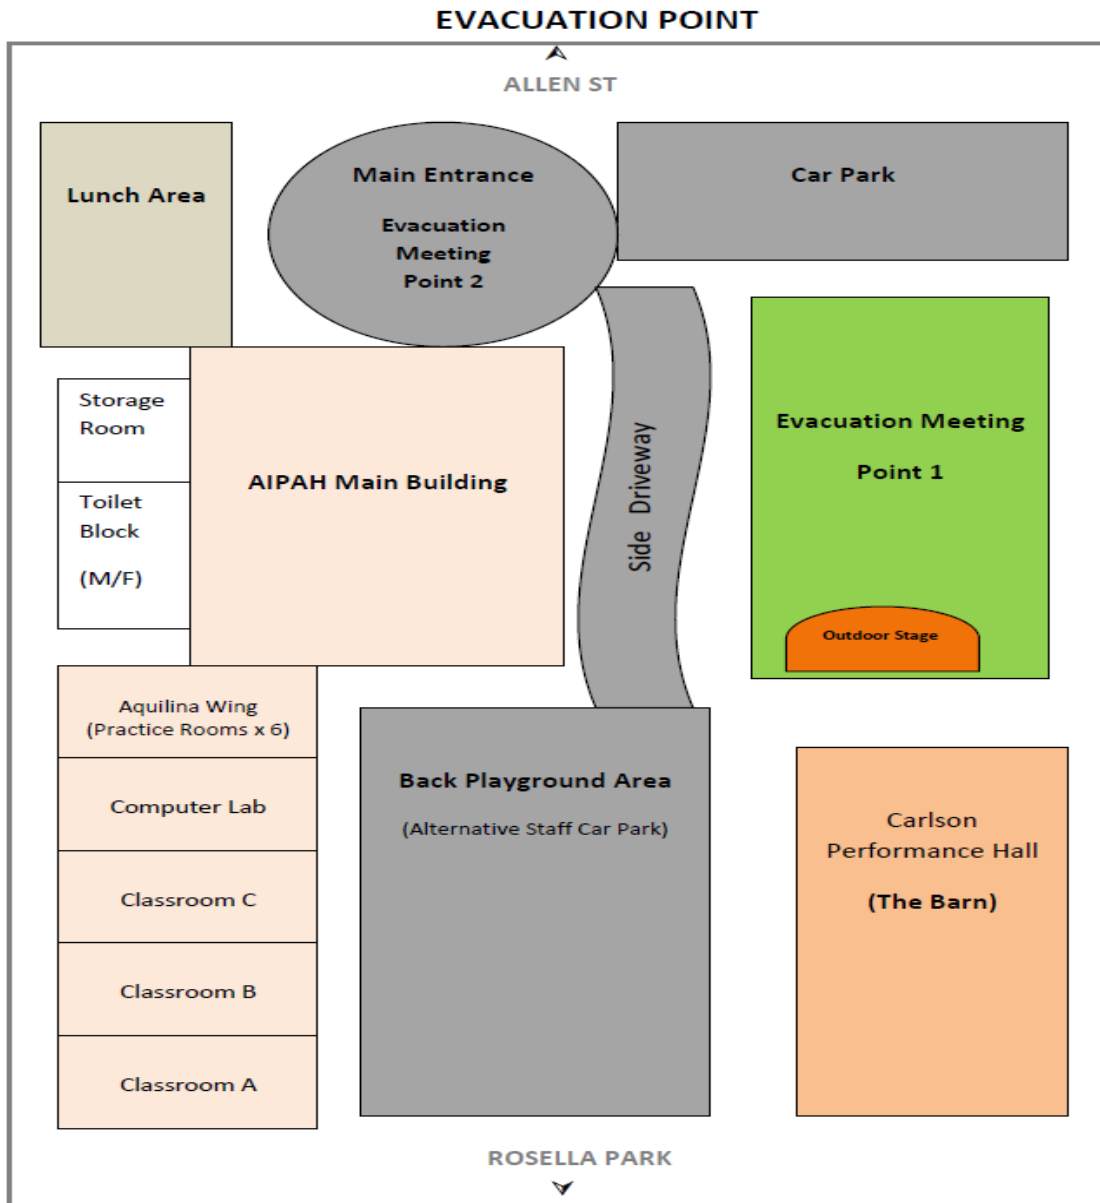 EVACUATION POINT
ALLEN ST
Lunch Area
Main Entrance
Evacuation
Meeting
Point 2
Car Park
Storage
Room
Toilet
Block
(M/F)
AIPAH Main Building
Side Driveway
Evacuation Meeting
Point 1
Outdoor Stage
Aquilina Wing
(Practice Rooms x 6)
Computer Lab
Classroom C
Classroom B
Classroom A
Back Playground Area
(Alternative Staff Car Park)
Carlson
Performance Hall
(The Barn)
ROSELLA PARK